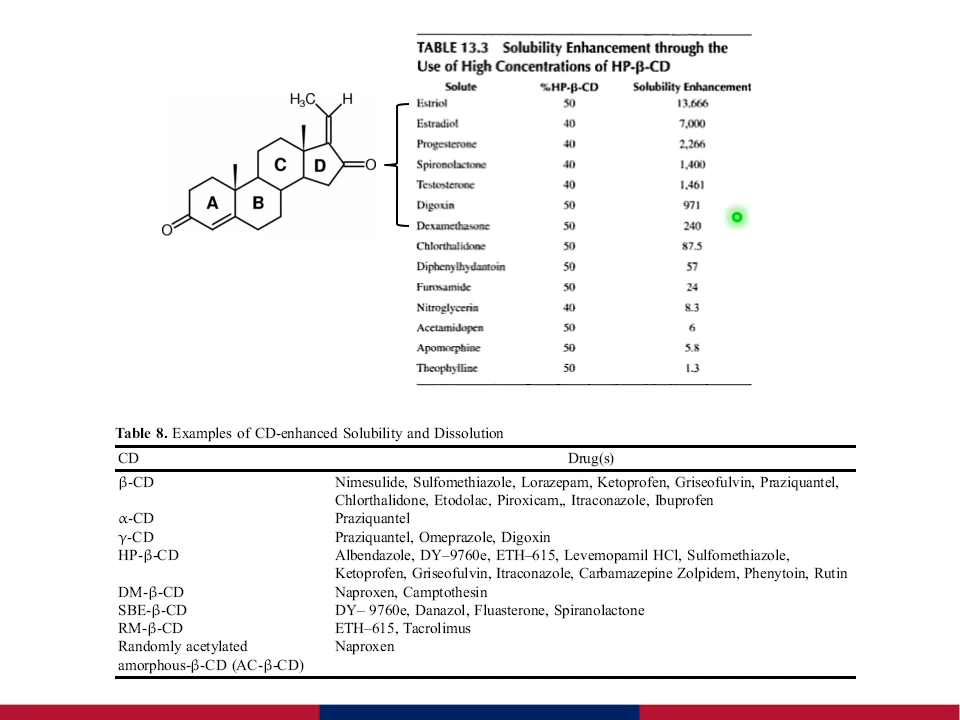 H₃C H
A B C D
O O
TABLE 13.3 Solubility Enhancement through the
Use of High Concentrations of HP-β-CD
Solute %HP-β-CD Solubility Enhancement
Estriol 50 13,666
Estradiol 40 7,000
Progesterone 40 2,266
Spironolactone 40 1,400
Testosterone 40 1,461
Digoxin 50 971
Dexamethasone 50 240
Chlorthalidone 50 87.5
Diphenylhydantoin 50 57
Furosamide 50 24
Nitroglycerin 40 8.3
Acetamidopen 50 6
Apomorphine 50 5.8
Theophylline 50 1.3
Table 8. Examples of CD-enhanced Solubility and Dissolution
CD Drug(s)
β-CD Nimesulide, Sulfomethiazole, Lorazepam, Ketoprofen, Griseofulvin, Praziquantel,
Chlorthalidone, Etodolac, Piroxicam,, Itraconazole, Ibuprofen
α-CD Praziquantel
γ-CD Praziquantel, Omeprazole, Digoxin
HP-β-CD Albendazole, DY–9760e, ETH–615, Levemopamil HCl, Sulfomethiazole,
Ketoprofen, Griseofulvin, Itraconazole, Carbamazepine Zolpidem, Phenytoin, Rutin
DM-β-CD Naproxen, Camptothesin
SBE-β-CD DY– 9760e, Danazol, Fluasterone, Spiranolactone
RM-β-CD ETH–615, Tacrolimus
Randomly acetylated Naproxen
amorphous-β-CD (AC-β-CD)